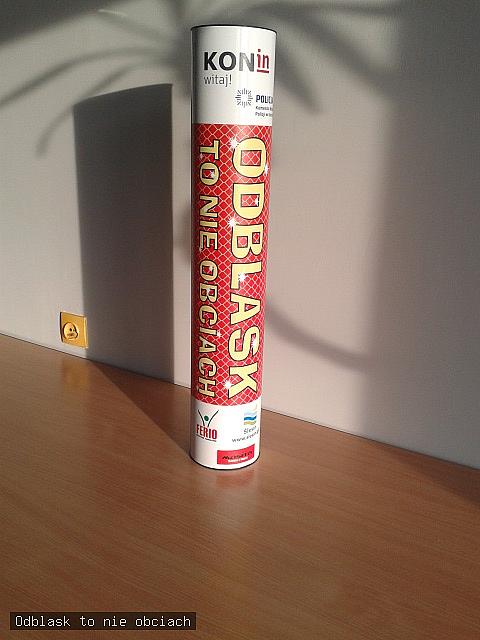 KONin
witaj!
POLICJA
ODBLASK
TO NIE OBCIACH
FERIO
Odblask to nie obciach